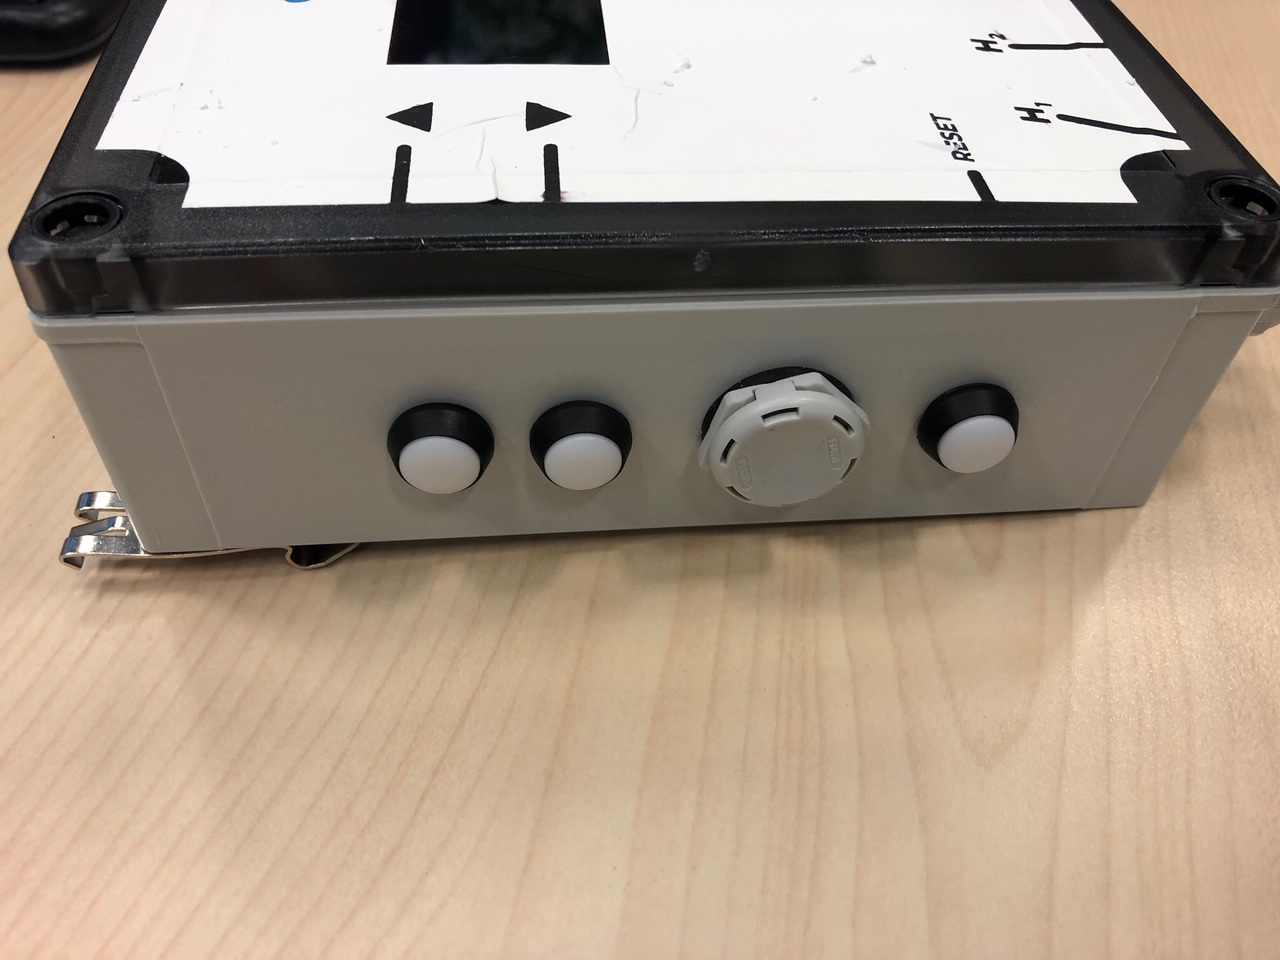 H₂
H₁
RESET